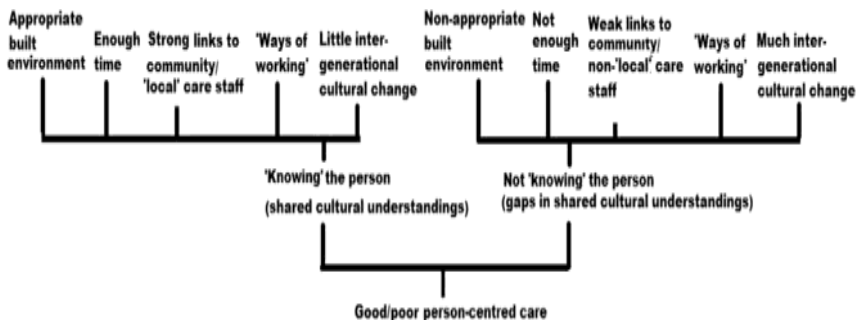 Appropriate
built
environment
Enough
time
Strong links to
community/
'local' care staff
'Ways of
working'
Little inter-
generational
cultural change
Non-appropriate
built
environment
Not
enough
time
Weak links to
community/
non-'local' care
staff
'Ways of
working'
Much inter-
generational
cultural change
'Knowing' the person
(shared cultural understandings)
Not 'knowing' the person
(gaps in shared cultural understandings)
Good/poor person-centred care